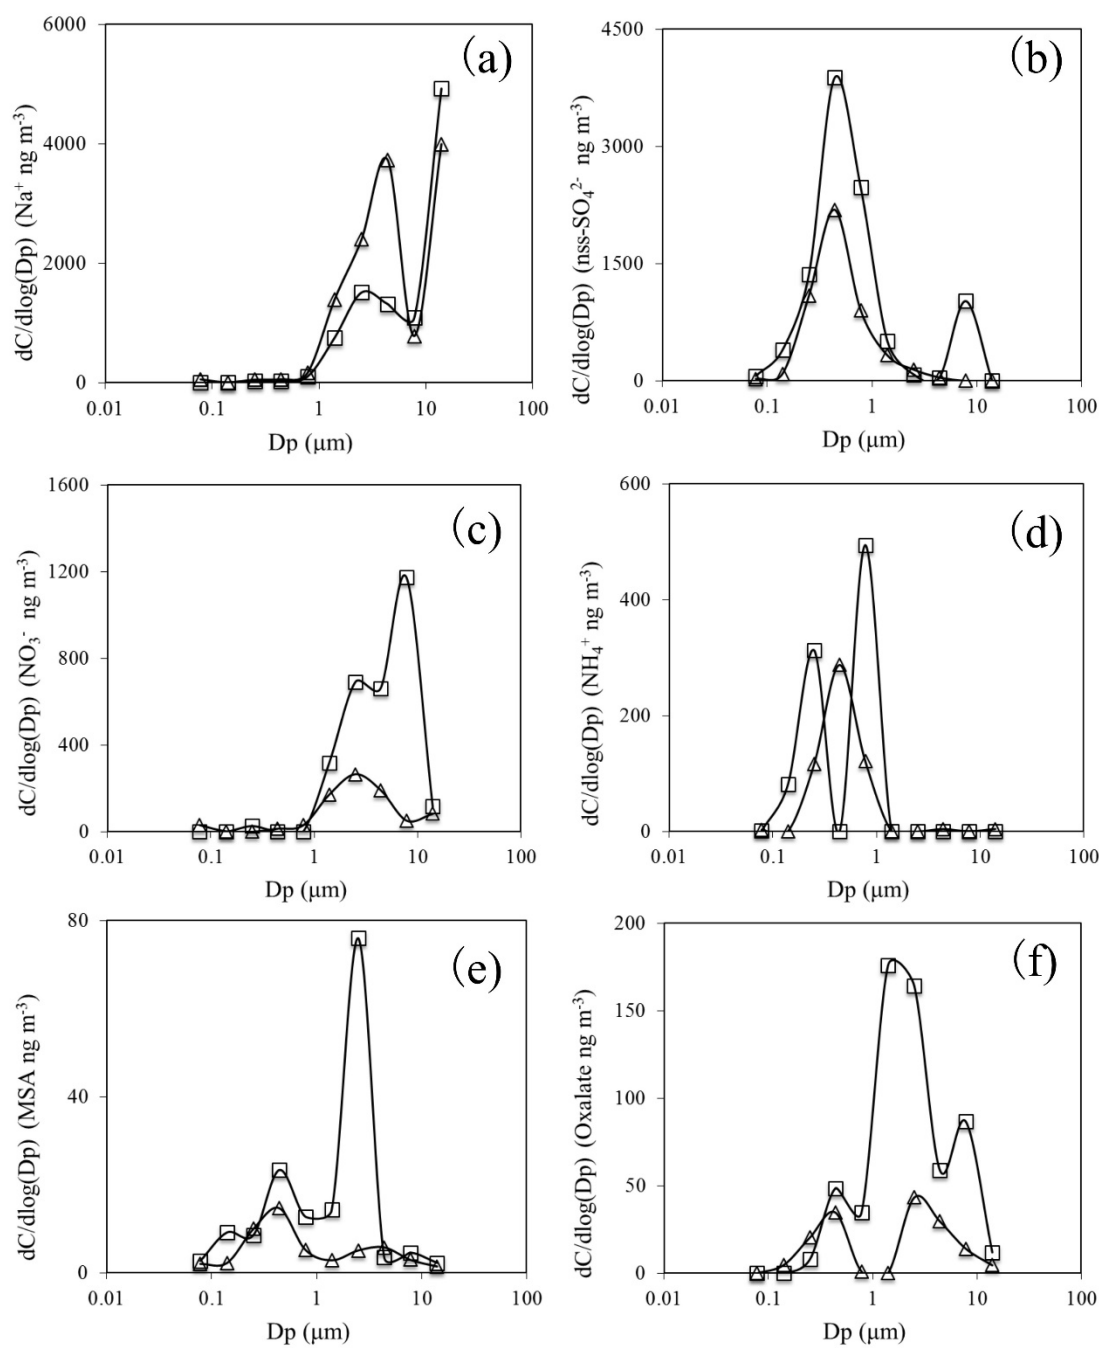 (a)
dC/dlog(Dp) (Na⁺ ng m⁻³)
6000
4000
2000
0
0.01 0.1 1 10 100
Dp (μm)
(b)
dC/dlog(Dp) (nss-SO₄²⁻ ng m⁻³)
4500
3000
1500
0
0.01 0.1 1 10 100
Dp (μm)
(c)
dC/dlog(Dp) (NO₃⁻ ng m⁻³)
1600
1200
800
400
0
0.01 0.1 1 10 100
Dp (μm)
(d)
dC/dlog(Dp) (NH₄⁺ ng m⁻³)
600
400
200
0
0.01 0.1 1 10 100
Dp (μm)
(e)
dC/dlog(Dp) (MSA ng m⁻³)
80
40
0
0.01 0.1 1 10 100
Dp (μm)
(f)
dC/dlog(Dp) (Oxalate ng m⁻³)
200
150
100
50
0
0.01 0.1 1 10 100
Dp (μm)